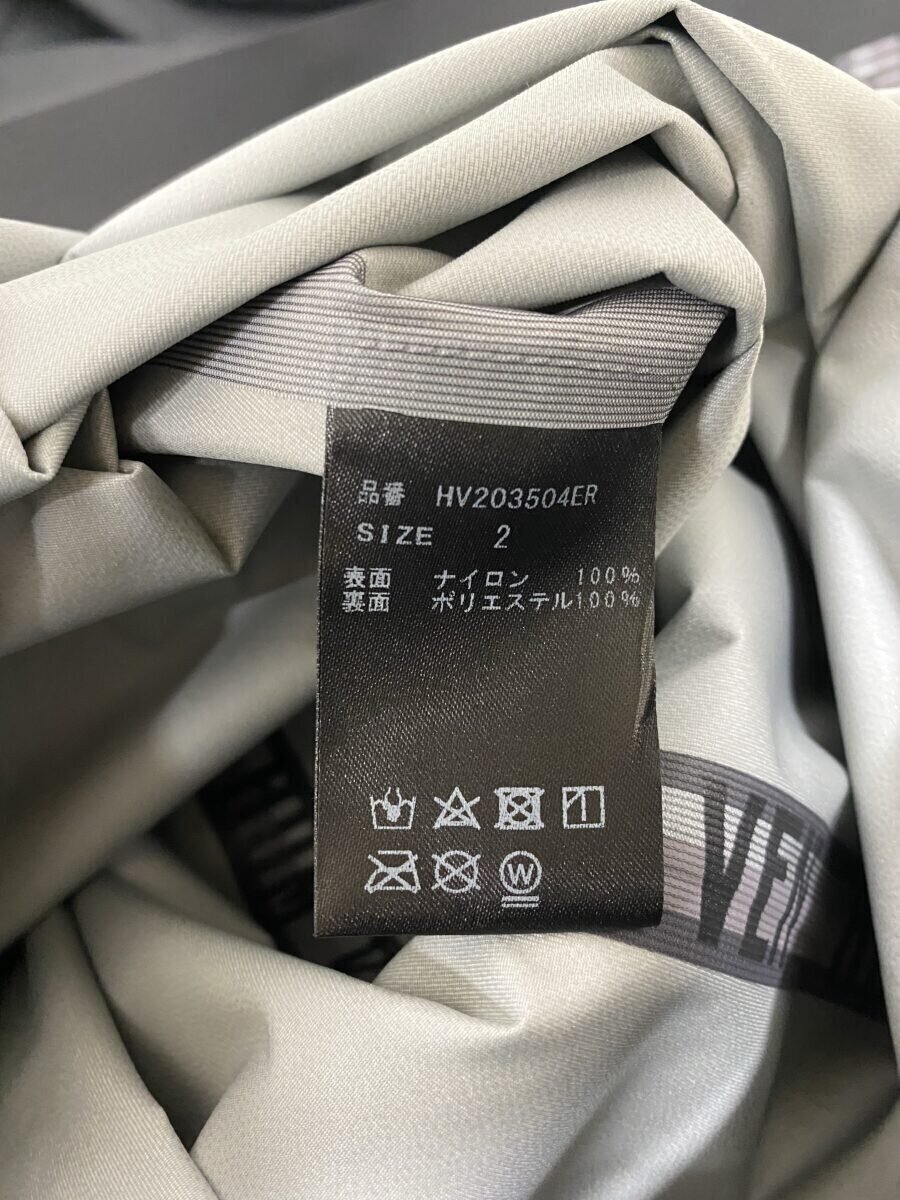 品番 HV203504ER
SIZE 2
表面 ナイロン 100%
裏面 ポリエステル100%
W